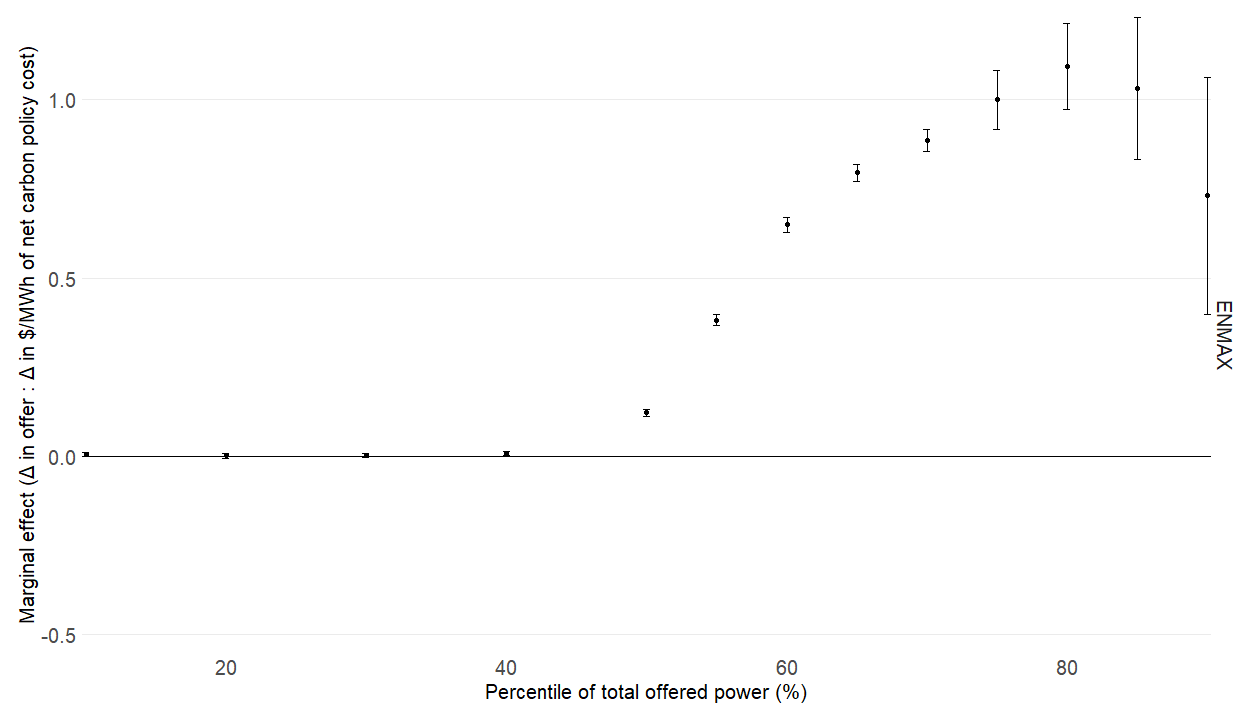 Marginal effect (Δ in offer : Δ in $/MWh of net carbon policy cost)
1.0
0.5
0.0
-0.5
ENMAX
20 40 60 80
Percentile of total offered power (%)